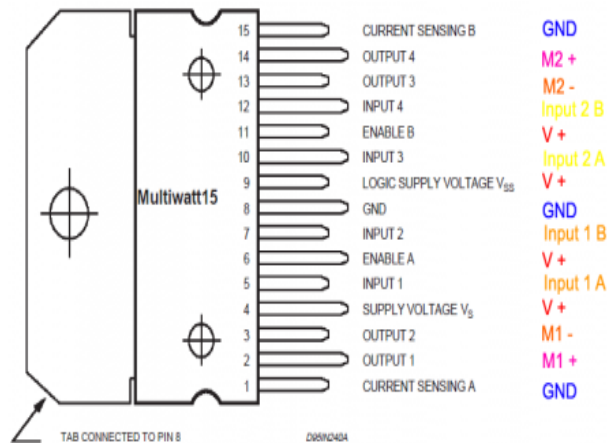 15 CURRENT SENSING B GND
14 OUTPUT 4 M2 +
13 OUTPUT 3 M2 -
12 INPUT 4 Input 2 B
11 ENABLE B V +
10 INPUT 3 Input 2 A
9 LOGIC SUPPLY VOLTAGE VSS V +
Multiwatt15
8 GND GND
7 INPUT 2 Input 1 B
6 ENABLE A V +
5 INPUT 1 Input 1 A
4 SUPPLY VOLTAGE VS V +
3 OUTPUT 2 M1 -
2 OUTPUT 1 M1 +
1 CURRENT SENSING A GND
TAB CONNECTED TO PIN 8 D95IN240A